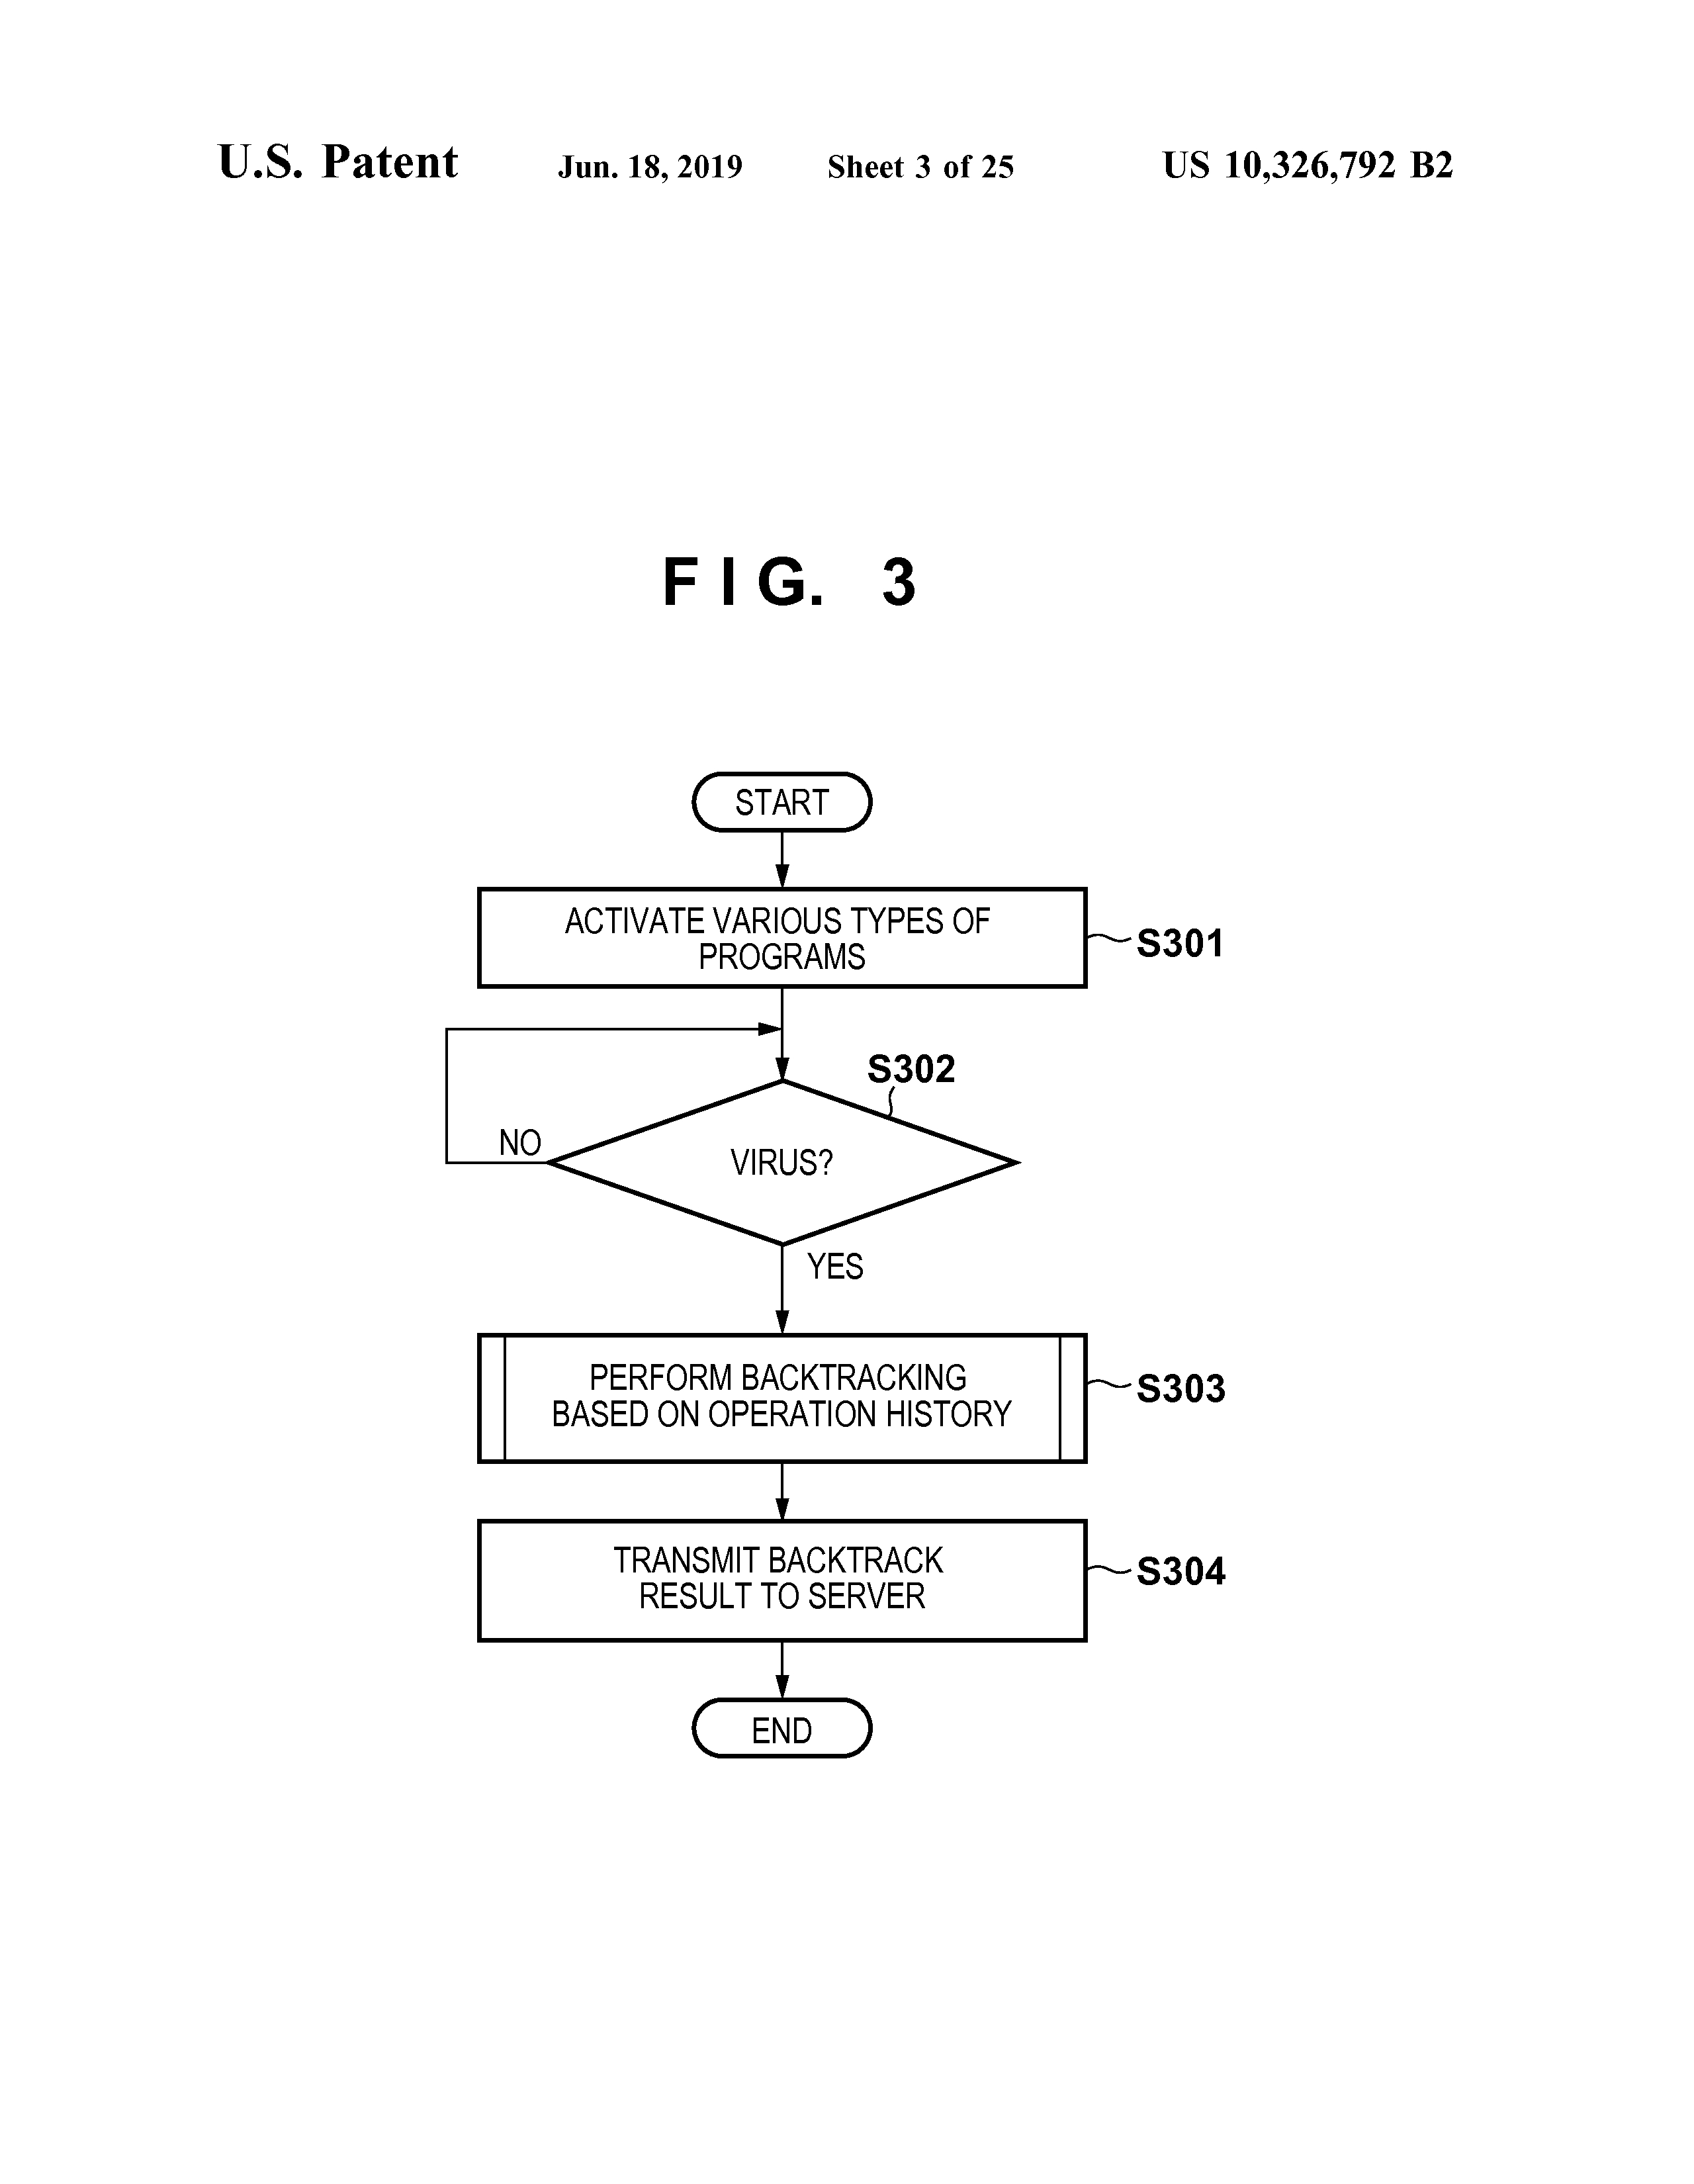 U.S. Patent Jun. 18, 2019 Sheet 3 of 25 US 10,326,792 B2
FIG. 3
START
ACTIVATE VARIOUS TYPES OF
PROGRAMS
S301
S302
VIRUS?
NO
YES
PERFORM BACKTRACKING
BASED ON OPERATION HISTORY
S303
TRANSMIT BACKTRACK
RESULT TO SERVER
S304
END